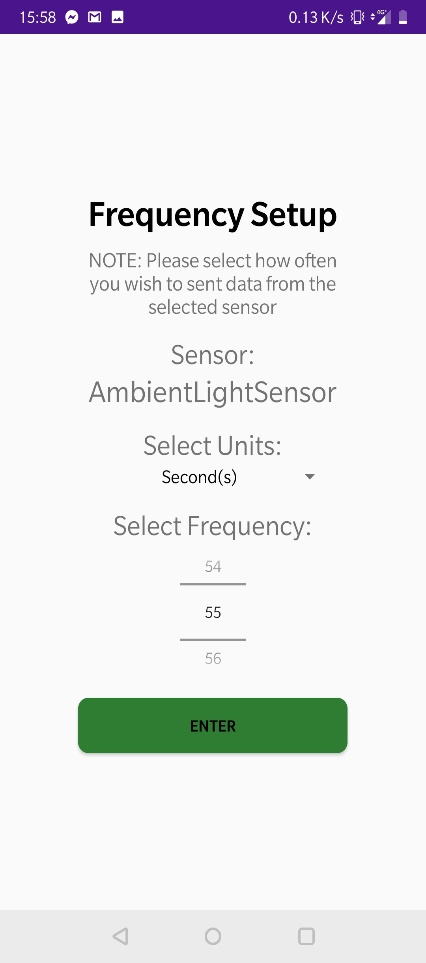 15:58 0.13 K/s 4G+
Frequency Setup
NOTE: Please select how often
you wish to sent data from the
selected sensor
Sensor:
AmbientLightSensor
Select Units:
Second(s)
Select Frequency:
54
55
56
ENTER